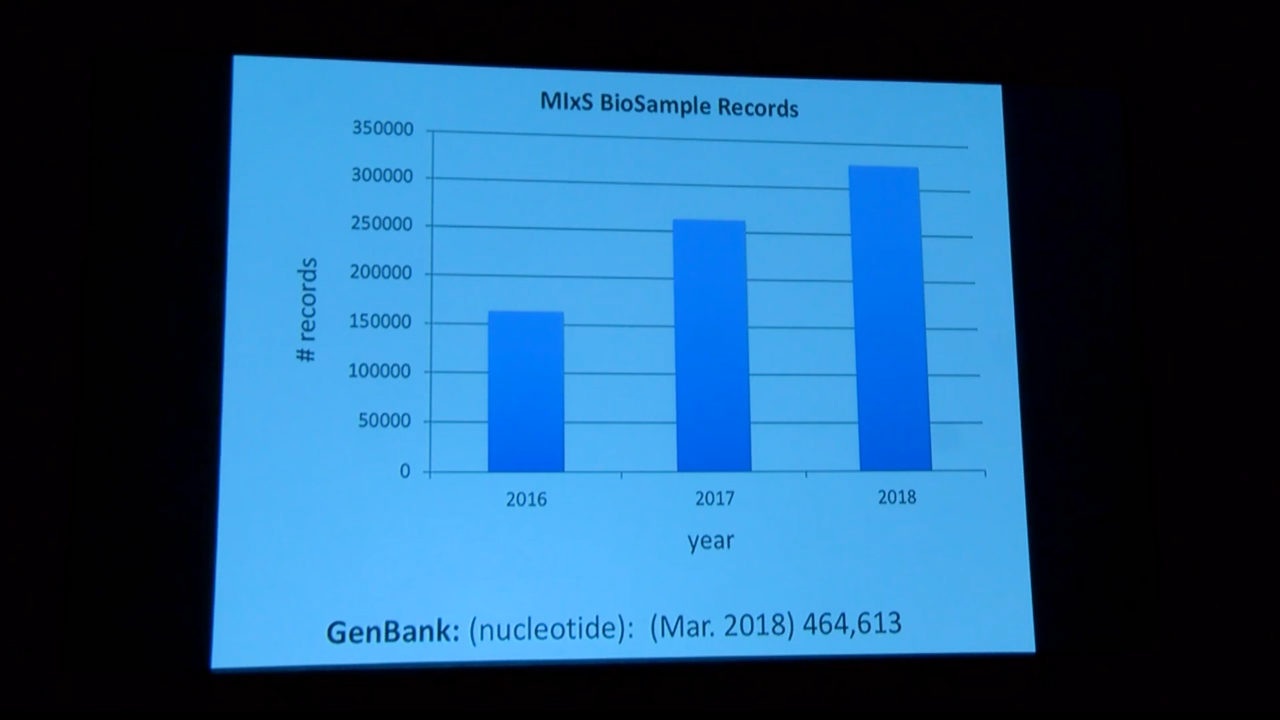 MIxS BioSample Records
350000
300000
250000
200000
150000
100000
50000
0
# records
2016
2017
2018
year
GenBank: (nucleotide): (Mar. 2018) 464,613